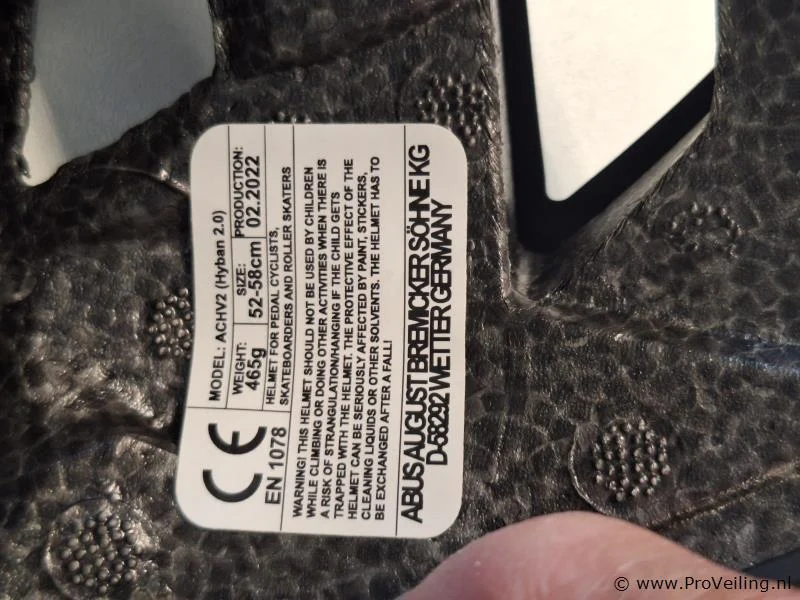 MODEL: ACHV2 (Hyban 2.0)
WEIGHT: SIZE: PRODUCTION:
465g 52-58cm 02.2022
CE
EN 1078
HELMET FOR PEDAL CYCLISTS,
SKATEBOARDERS AND ROLLER SKATERS
WARNING! THIS HELMET SHOULD NOT BE USED BY CHILDREN
WHILE CLIMBING OR DOING OTHER ACTIVITIES WHEN THERE IS
A RISK OF STRANGULATION/HANGING IF THE CHILD GETS
TRAPPED WITH THE HELMET. THE PROTECTIVE EFFECT OF THE
HELMET CAN BE SERIOUSLY AFFECTED BY PAINT, STICKERS,
CLEANING LIQUIDS OR OTHER SOLVENTS. THE HELMET HAS TO
BE EXCHANGED AFTER A FALL!
ABUS AUGUST BREMICKER SÖHNE KG
D-58292 WETTER GERMANY
© www.ProVeiling.nl